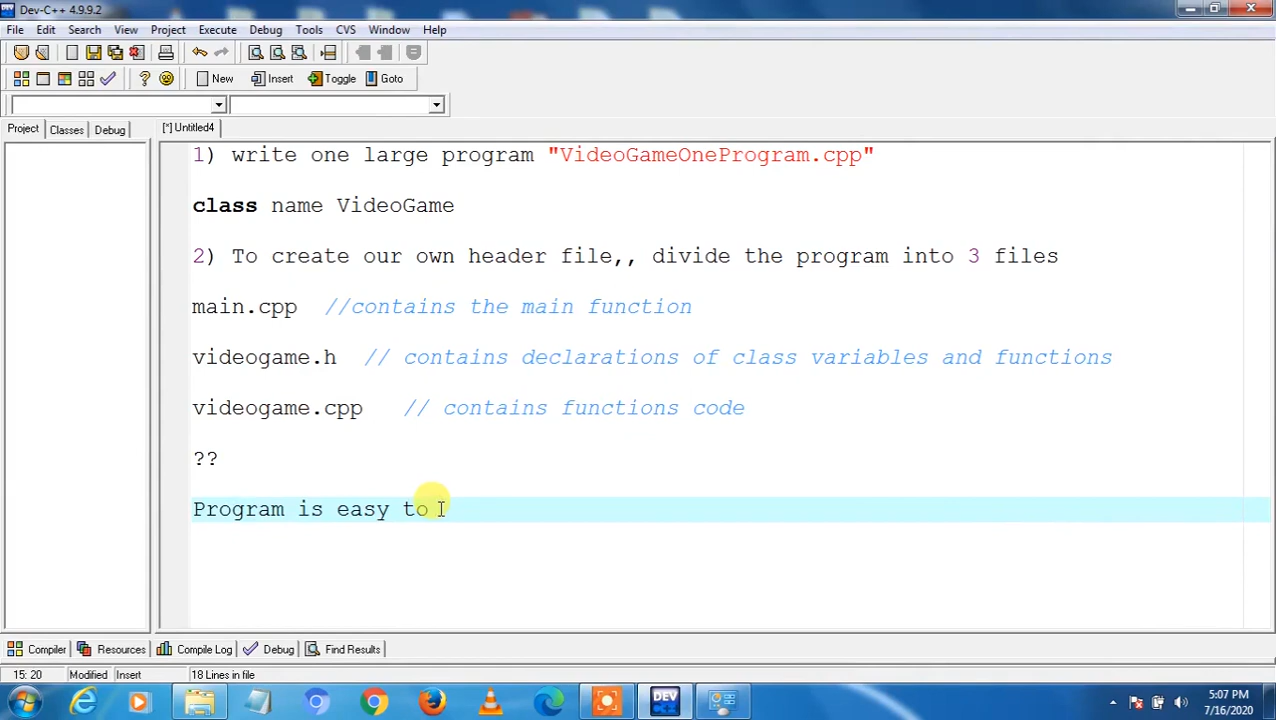 Dev-C++ 4.9.9.2
File Edit Search View Project Execute Debug Tools CVS Window Help
New Insert Toggle Goto
Project Classes Debug [*] Untitled4
1) write one large program "VideoGameOneProgram.cpp"
class name VideoGame
2) To create our own header file,, divide the program into 3 files
main.cpp //contains the main function
videogame.h // contains declarations of class variables and functions
videogame.cpp // contains functions code
??
Program is easy to
Compiler Resources Compile Log Debug Find Results
15: 20 Modified Insert 18 Lines in file
DEV C++
5:07 PM
7/16/2020